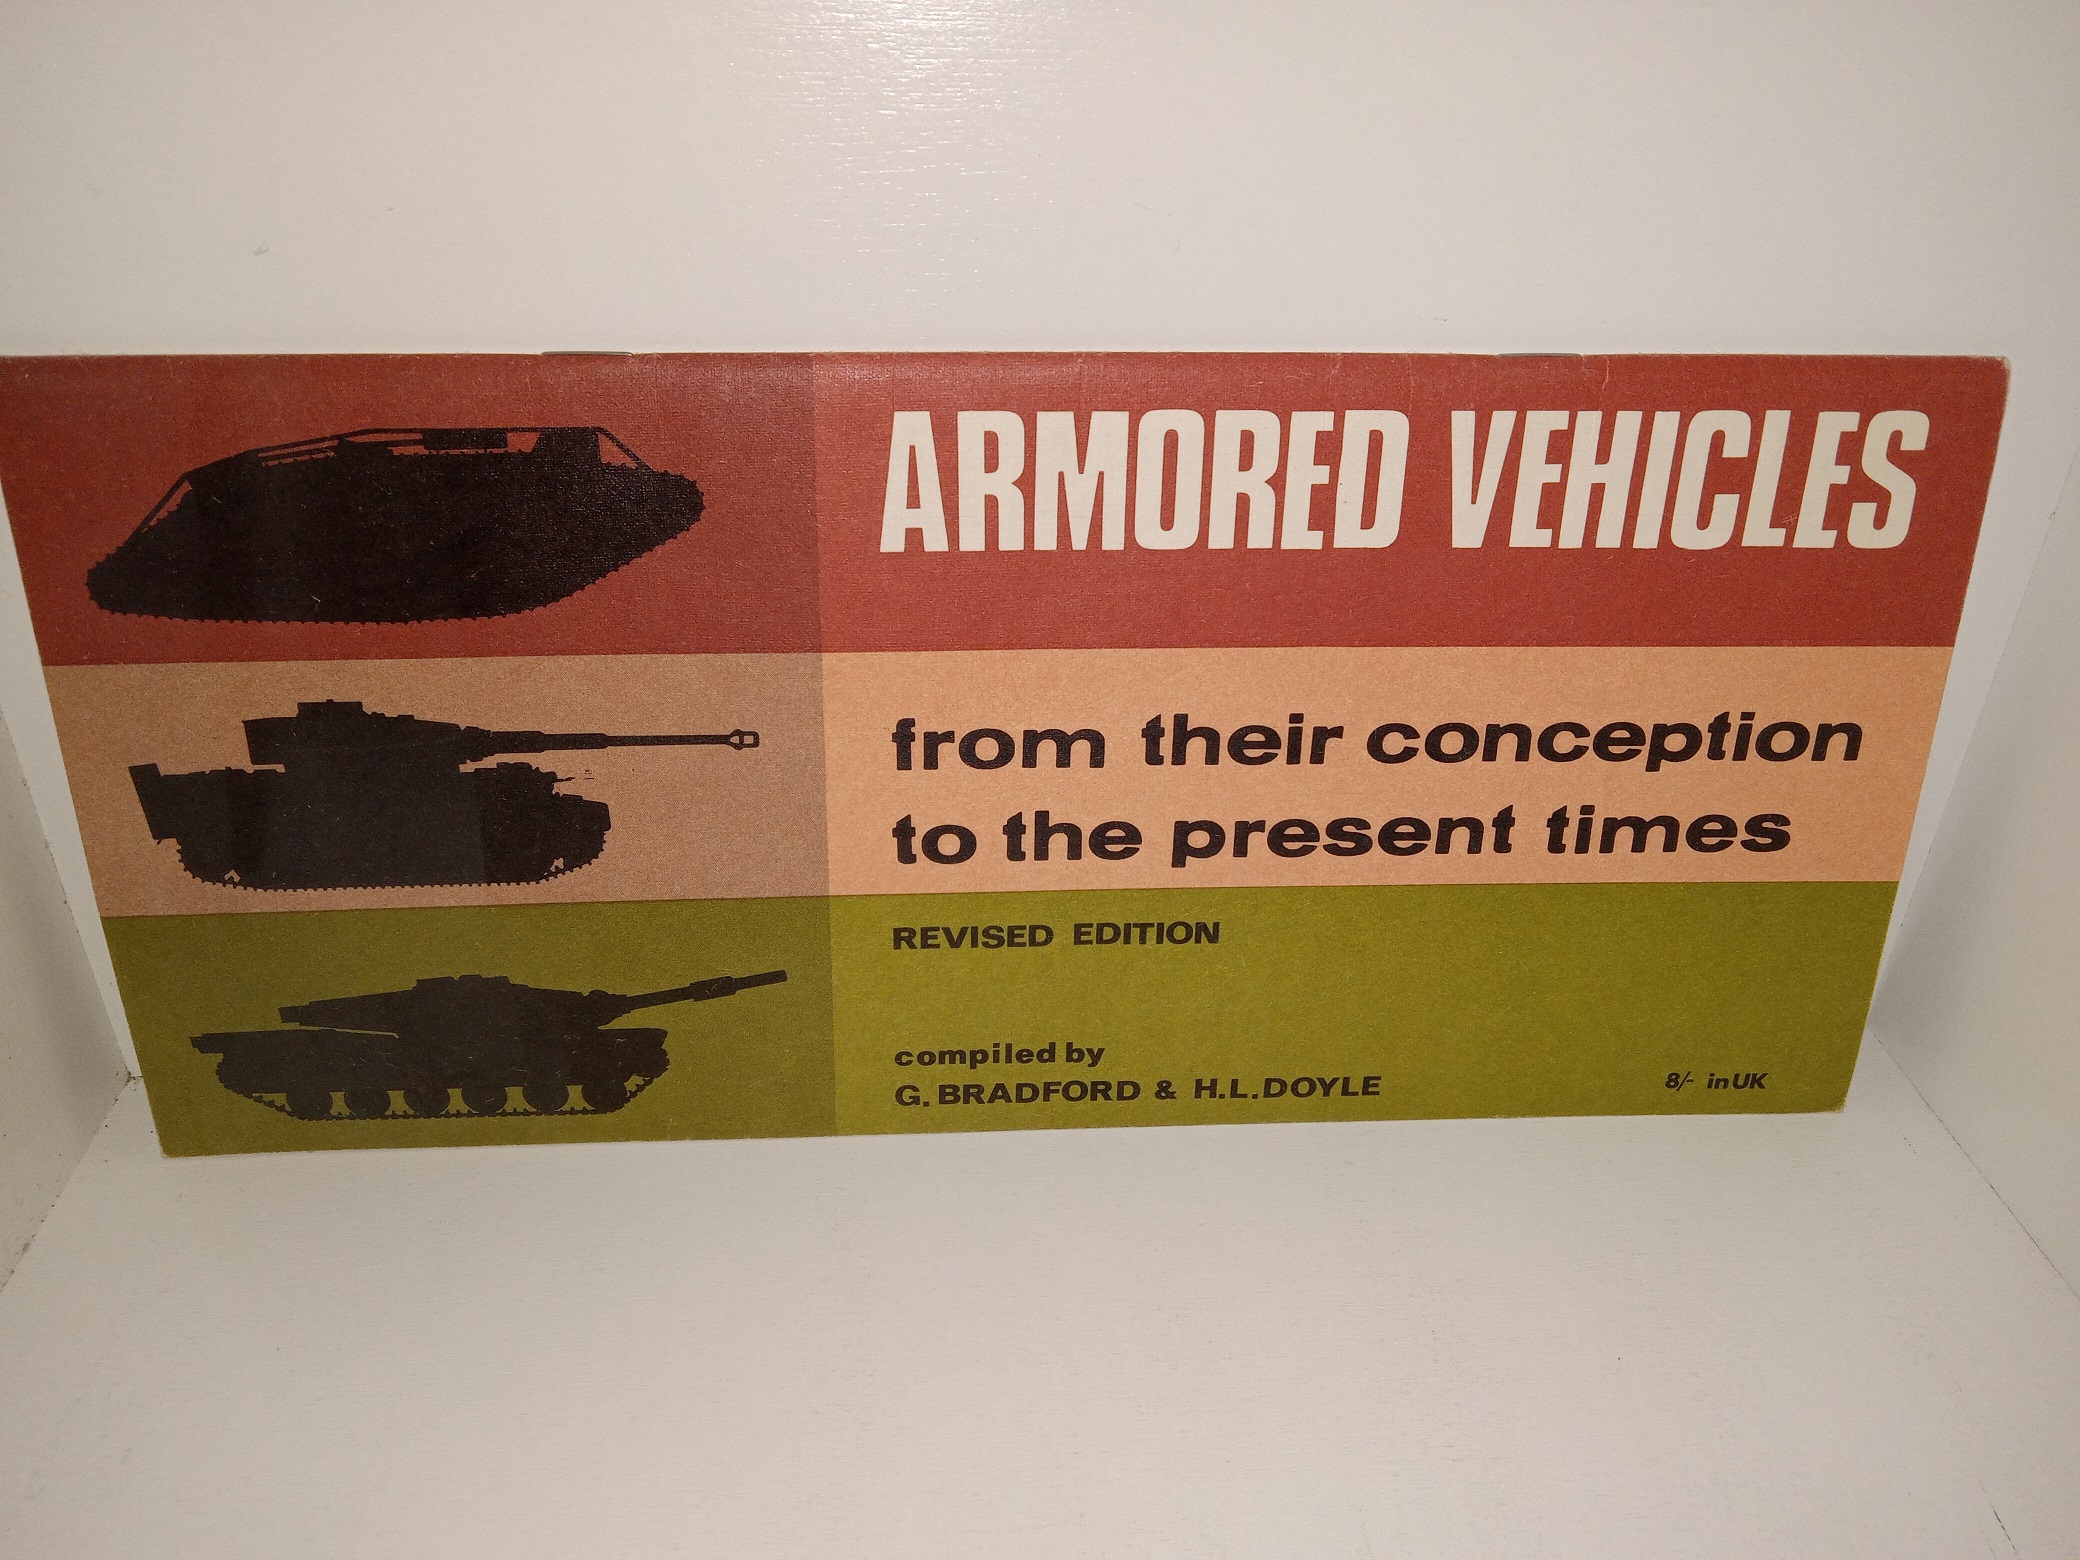 ARMORED VEHICLES
from their conception
to the present times
REVISED EDITION
compiled by
G. BRADFORD & H.L. DOYLE
8/- in UK